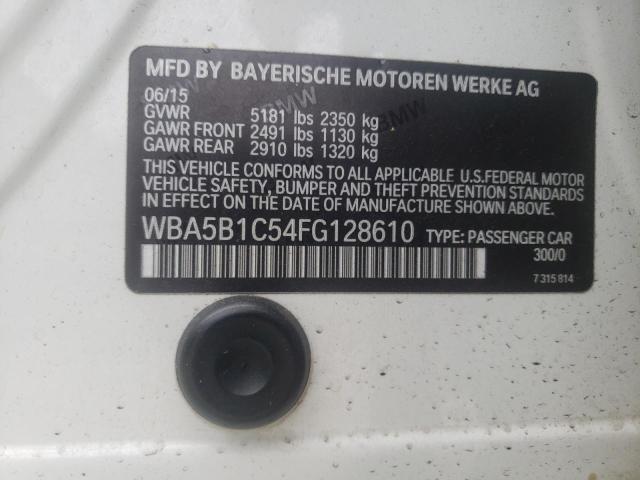 MFD BY BAYERISCHE MOTOREN WERKE AG
06/15
GVWR 5181 lbs 2350 kg
GAWR FRONT 2491 lbs 1130 kg
GAWR REAR 2910 lbs 1320 kg
THIS VEHICLE CONFORMS TO ALL APPLICABLE U.S.FEDERAL MOTOR
VEHICLE SAFETY, BUMPER AND THEFT PREVENTION STANDARDS
IN EFFECT ON THE DATE OF MANUFACTURE SHOWN ABOVE.
WBA5B1C54FG128610 TYPE: PASSENGER CAR
300/0
7 315 814
BMW
BMW